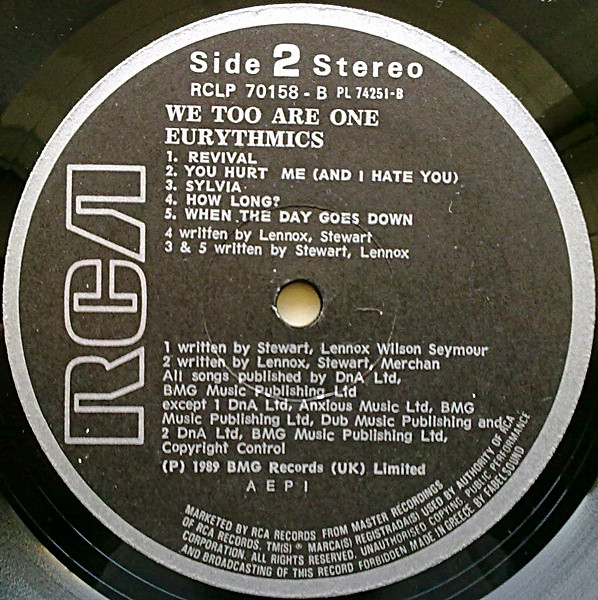 Side 2 Stereo
RCLP 70158 - B PL 74251-B
WE TOO ARE ONE
EURYTHMICS
1. REVIVAL
2. YOU HURT ME (AND I HATE YOU)
3. SYLVIA
4. HOW LONG?
5. WHEN THE DAY GOES DOWN
4 written by Lennox, Stewart
3 & 5 written by Stewart, Lennox
RCA
1 written by Stewart, Lennox Wilson Seymour
2 written by Lennox, Stewart, Merchan
All songs published by DnA Ltd,
BMG Music Publishing Ltd
except 1 DnA Ltd, Anxious Music Ltd, BMG
Music Publishing Ltd, Dub Music Publishing and
2 DnA Ltd, BMG Music Publishing Ltd,
Copyright Control
(P) 1989 BMG Records (UK) Limited
A E P I
MARKETED BY RCA RECORDS FROM MASTER RECORDINGS
OF RCA RECORDS. TM(S) ® MARCA(S) REGISTRADA(S) USED BY AUTHORITY OF RCA
CORPORATION. ALL RIGHTS RESERVED. UNAUTHORISED COPYING PUBLIC PERFORMANCE
AND BROADCASTING OF THIS RECORD FORBIDDEN MADE IN GREECE BY FABELSOUND